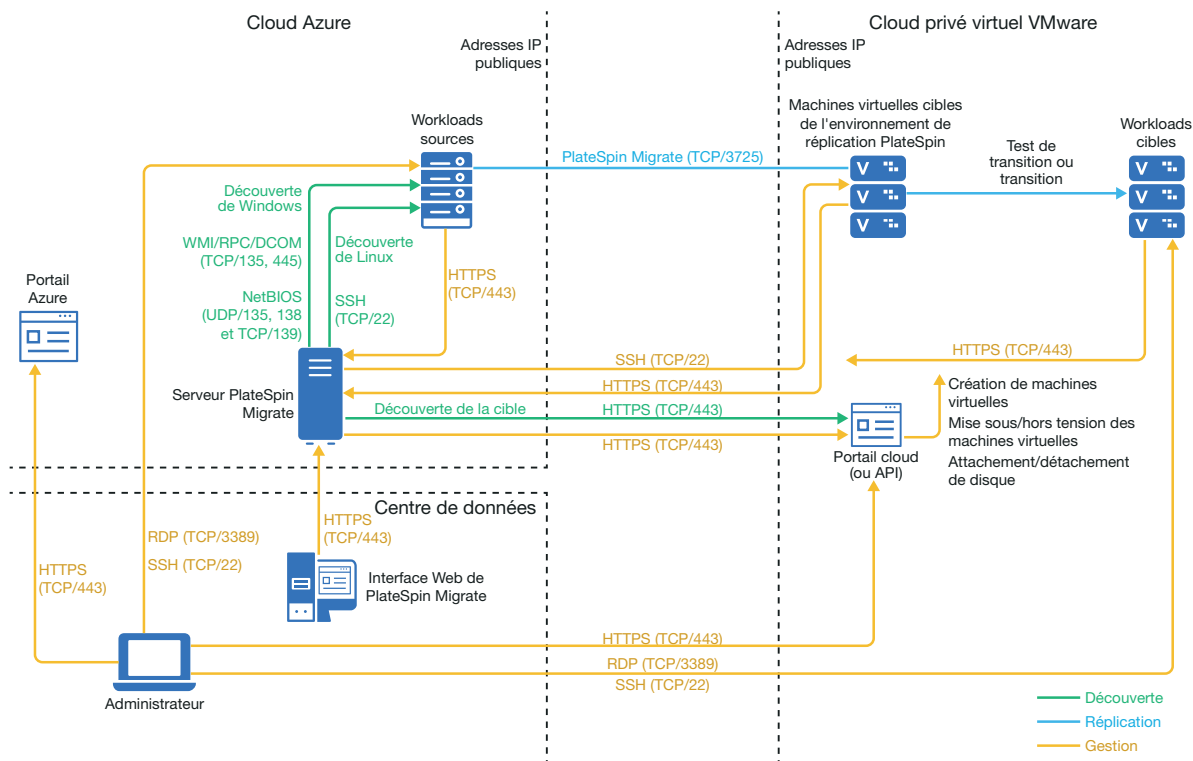 Cloud Azure
Cloud privé virtuel VMware
Adresses IP
publiques
Adresses IP
publiques
Workloads
sources
Machines virtuelles cibles
de l'environnement de
réplication PlateSpin
Workloads
cibles
PlateSpin Migrate (TCP/3725)
Test de
transition ou
transition
Découverte
de Windows
WMI/RPC/DCOM
(TCP/135, 445)
Découverte
de Linux
NetBIOS
(UDP/135, 138
et TCP/139)
SSH
(TCP/22)
HTTPS
(TCP/443)
Portail
Azure
Serveur PlateSpin
Migrate
SSH (TCP/22)
HTTPS (TCP/443)
HTTPS (TCP/443)
Découverte de la cible
HTTPS (TCP/443)
HTTPS (TCP/443)
Création de machines
virtuelles
Mise sous/hors tension des
machines virtuelles
Attachement/détachement
de disque
Portail cloud
(ou API)
Centre de données
HTTPS
(TCP/443)
RDP (TCP/3389)
SSH (TCP/22)
HTTPS
(TCP/443)
Interface Web de
PlateSpin Migrate
Administrateur
HTTPS (TCP/443)
RDP (TCP/3389)
SSH (TCP/22)
Découverte
Réplication
Gestion